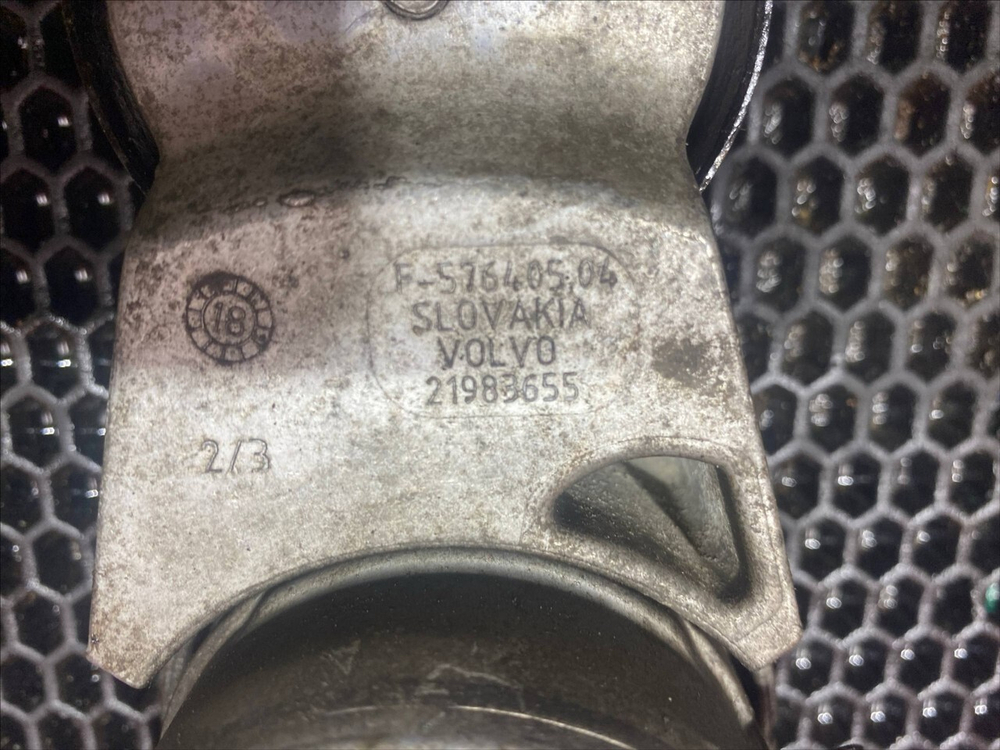 F-576405.04
SLOVAKIA
VOLVO
21983655
18
2/3